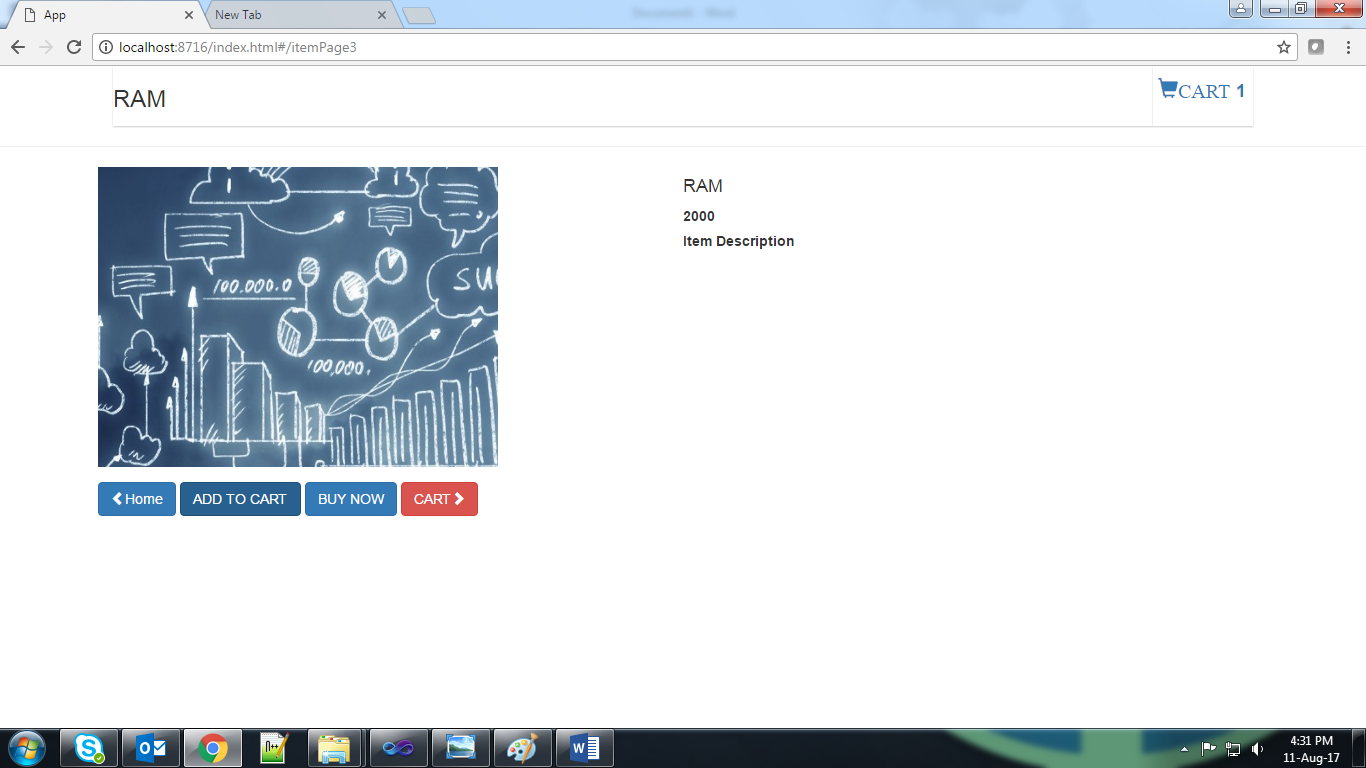 App
New Tab
localhost:8716/index.html#/itemPage3
RAM
CART 1
100.000.0
SU
100,000.
RAM
2000
Item Description
Home
ADD TO CART
BUY NOW
CART
4:31 PM
11-Aug-17